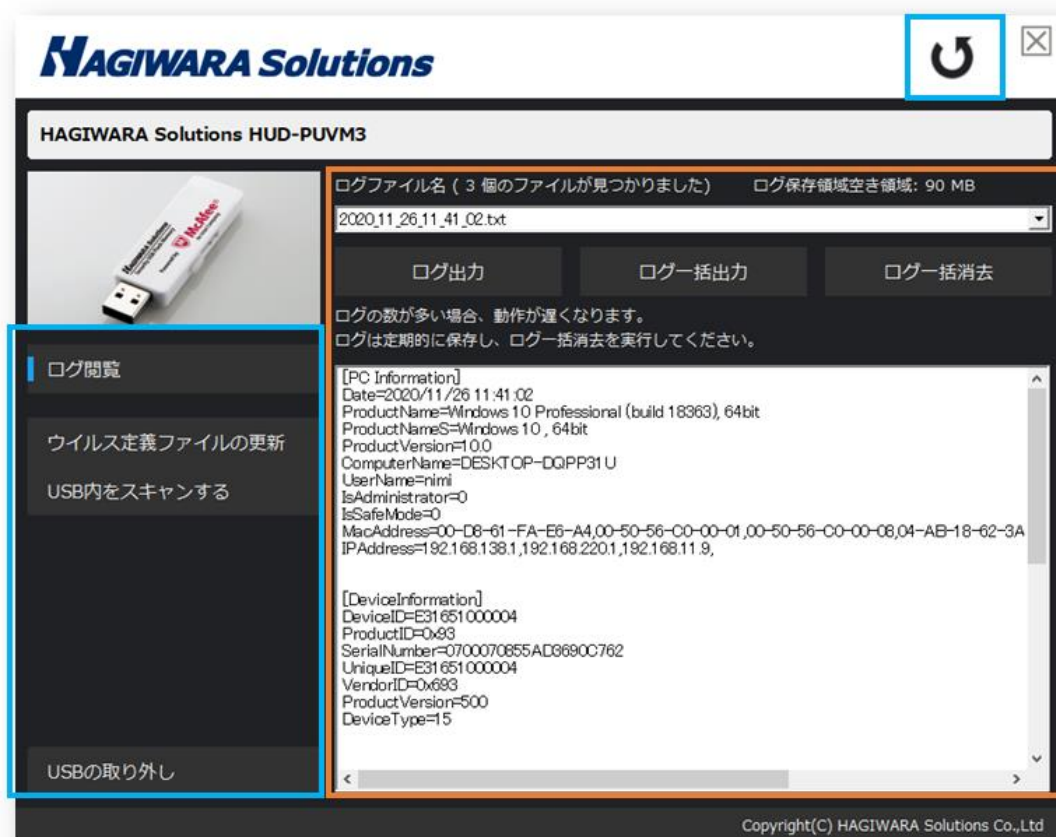 HAGIWARA Solutions
HAGIWARA Solutions HUD-PUVM3
HAGIWARA Solutions
McAfee
ログファイル名 ( 3 個のファイルが見つかりました) ログ保存領域空き領域: 90 MB
2020_11_26_11_41_02.txt
ログ出力 ログ一括出力 ログ一括消去
ログの数が多い場合、動作が遅くなります。
ログは定期的に保存し、ログ一括消去を実行してください。
ログ閲覧
ウイルス定義ファイルの更新
USB内をスキャンする
USBの取り外し
[PC Information]
Date=2020/11/26 11:41:02
ProductName=Windows 10 Professional (build 18363), 64bit
ProductNameS=Windows 10 , 64bit
ProductVersion=10.0
ComputerName=DESKTOP-DQIPP31U
UserName=nimi
IsAdministrator=0
IsSafeMode=0
MacAddress=00-D8-61-FA-E6-A4,00-50-56-C0-00-01,00-50-56-C0-00-08,04-AB-18-62-3A
IPAddress=192.168.138.1,192.168.220.1,192.168.11.9,
[DeviceInformation]
DeviceID=E31651000004
ProductID=0x93
SerialNumber=0700070855AD3690C762
UniqueID=E31651000004
VendorID=0x693
ProductVersion=500
DeviceType=15
Copyright(C) HAGIWARA Solutions Co.,Ltd